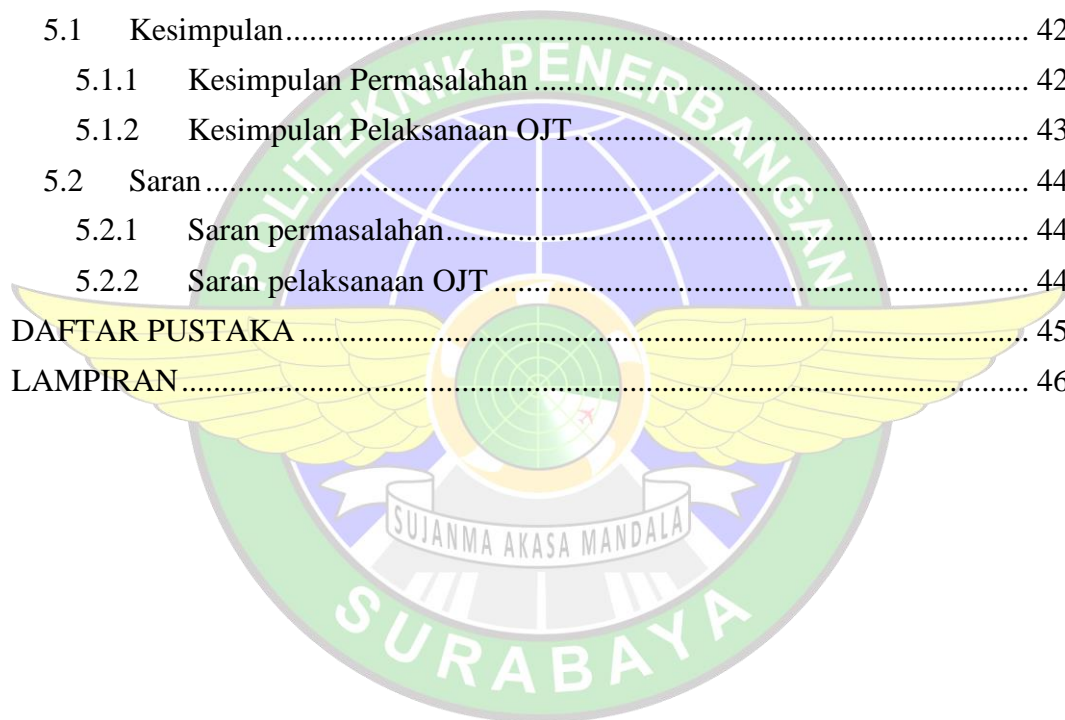 5.1 Kesimpulan.......... 42
5.1.1 Kesimpulan Permasalahan.......... 42
5.1.2 Kesimpulan Pelaksanaan OJT.......... 43
5.2 Saran.......... 44
5.2.1 Saran permasalahan.......... 44
5.2.2 Saran pelaksanaan OJT.......... 44
DAFTAR PUSTAKA.......... 45
LAMPIRAN.......... 46
POLITEKNIK PENERBANGAN
SUJANMA AKASA MANDALA
SURABAYA